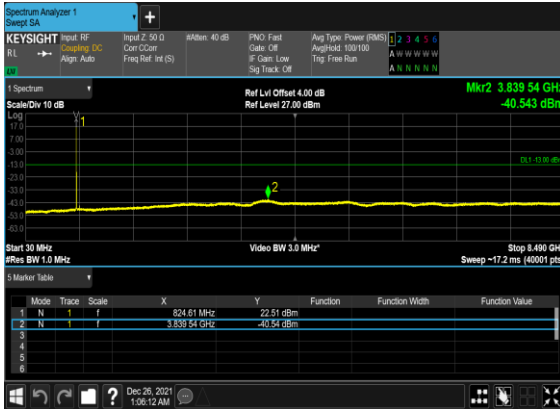 Spectrum Analyzer 1
Swept SA
+
KEYSIGHT Input: RF Input Z: 50 Ω #Atten: 40 dB PNO: Fast Avg Type: Power (RMS) 1 2 3 4 5 6
RL Coupling: DC Corr CCorr Gate: Off Avg|Hold: 100/100 A W W W W W
Align: Auto Freq Ref: Int (S) IF Gain: Low Trig: Free Run
Sig Track: Off A N N N N N
1 Spectrum Ref Lvl Offset 4.00 dB Mkr2 3.839 54 GHz
Scale/Div 10 dB Ref Level 27.00 dBm -40.543 dBm
Log
17.0 1
7.00
-3.00
-13.0 DL1 -13.00 dBm
-23.0
-33.0 2
-43.0
-53.0
-63.0
Start 30 MHz Video BW 3.0 MHz* Stop 8.490 GHz
#Res BW 1.0 MHz Sweep ~17.2 ms (40001 pts)
5 Marker Table
Mode Trace Scale X Y Function Function Width Function Value
1 N 1 f 824.61 MHz 22.51 dBm
2 N 1 f 3.839 54 GHz -40.54 dBm
3
4
5
6
? Dec 26, 2021
1:06:12 AM